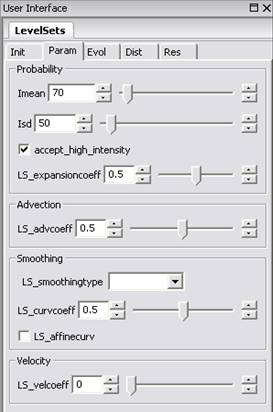 User Interface
LevelSets
Init Param Evol Dist Res
Probability
Imean 70
Isd 50
accept_high_intensity
LS_expansioncoeff 0.5
Advection
LS_advcoeff 0.5
Smoothing
LS_smoothingtype
LS_curvcoeff 0.5
LS_affinecurv
Velocity
LS_velcoeff 0